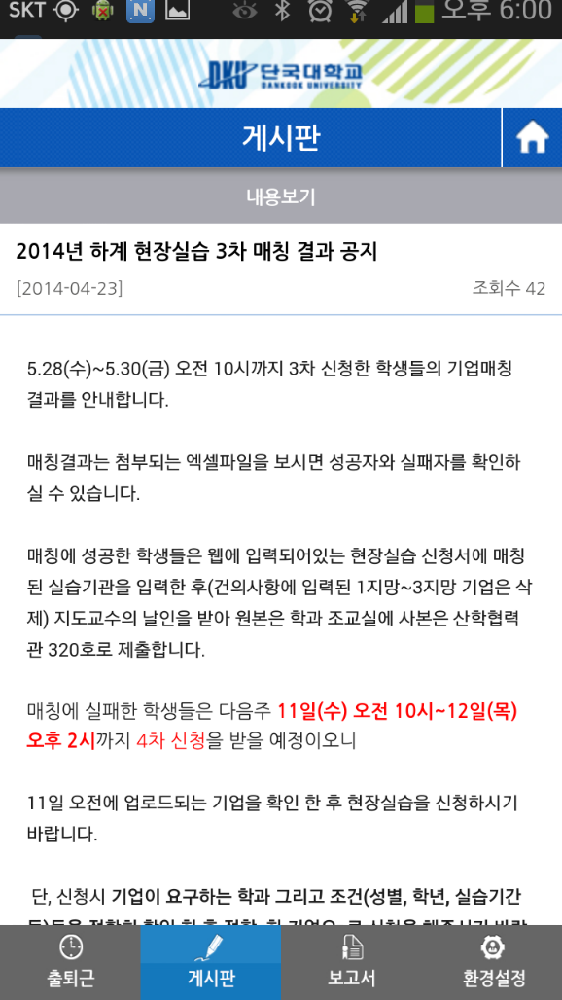 SKT
N
오후 6:00
DKU 단국대학교
DANKOOK UNIVERSITY
게시판
내용보기
2014년 하계 현장실습 3차 매칭 결과 공지
[2014-04-23] 조회수 42
5.28(수)~5.30(금) 오전 10시까지 3차 신청한 학생들의 기업매칭
결과를 안내합니다.
매칭결과는 첨부되는 엑셀파일을 보시면 성공자와 실패자를 확인하
실 수 있습니다.
매칭에 성공한 학생들은 웹에 입력되어있는 현장실습 신청서에 매칭
된 실습기관을 입력한 후(건의사항에 입력된 1지망~3지망 기업은 삭
제) 지도교수의 날인을 받아 원본은 학과 조교실에 사본은 산학협력
관 320호로 제출합니다.
매칭에 실패한 학생들은 다음주 11일(수) 오전 10시~12일(목)
오후 2시까지 4차 신청을 받을 예정이오니
11일 오전에 업로드되는 기업을 확인 한 후 현장실습을 신청하시기
바랍니다.
단, 신청시 기업이 요구하는 학과 그리고 조건(성별, 학년, 실습기간
출퇴근 게시판 보고서 환경설정